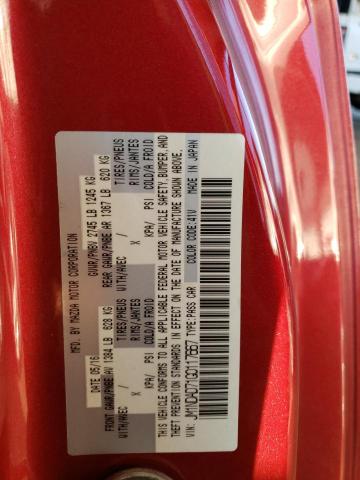 MFD. BY MAZDA MOTOR CORPORATION
DATE 05/16 GVWR/PNBV 2745 LB 1245 KG
FRONT GAWR/PNBE AV 1384 LB 628 KG REAR GAWR/PNBE AR 1367 LB 620 KG
TIRES/PNEUS TIRES/PNEUS
WITH/AVEC X RIMS/JANTES WITH/AVEC X RIMS/JANTES
KPA/ PSI COLD/A FROID KPA/ PSI COLD/A FROID
THIS VEHICLE CONFORMS TO ALL APPLICABLE FEDERAL MOTOR VEHICLE SAFETY, BUMPER, AND
THEFT PREVENTION STANDARDS IN EFFECT ON THE DATE OF MANUFACTURE SHOWN ABOVE.
VIN: JM1NDAD71G0117667 TYPE: PASS CAR COLOR CODE: 41V MADE IN JAPAN